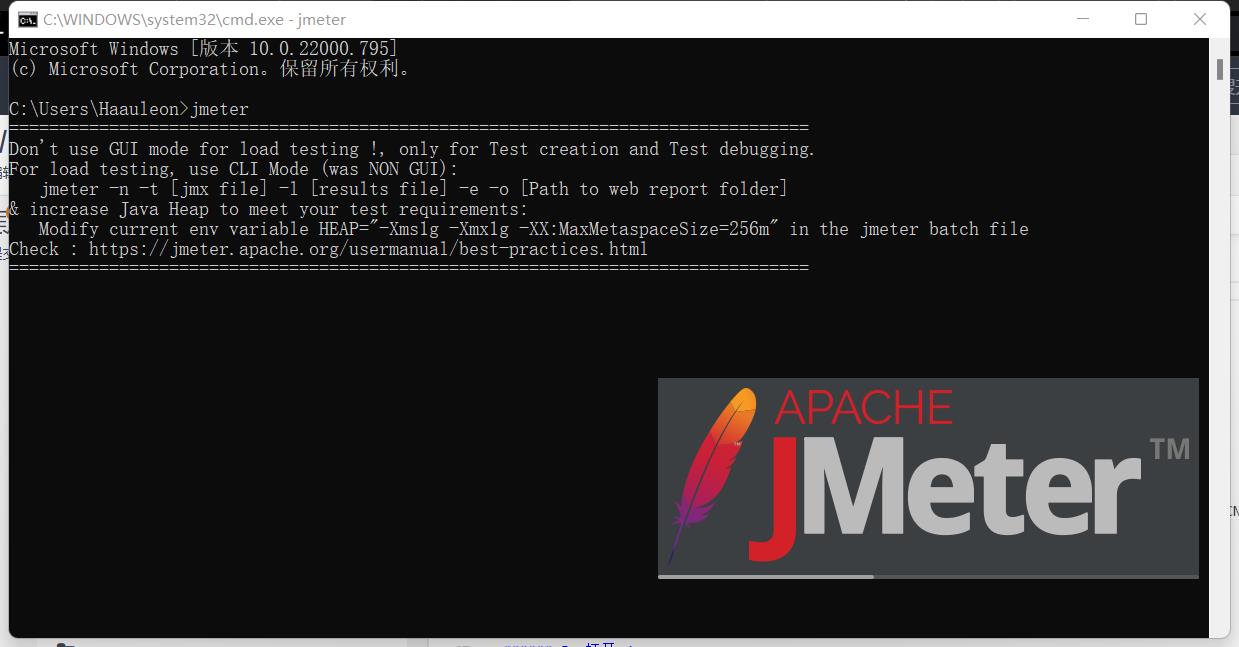 C:\WINDOWS\system32\cmd.exe - jmeter
Microsoft Windows [版本 10.0.22000.795]
(c) Microsoft Corporation。保留所有权利。
C:\Users\Haauleon>jmeter
================================================================================
Don't use GUI mode for load testing !, only for Test creation and Test debugging.
For load testing, use CLI Mode (was NON GUI):
   jmeter -n -t [jmx file] -l [results file] -e -o [Path to web report folder]
& increase Java Heap to meet your test requirements:
   Modify current env variable HEAP="-Xms1g -Xmx1g -XX:MaxMetaspaceSize=256m" in the jmeter batch file
Check : https://jmeter.apache.org/usermanual/best-practices.html
================================================================================
APACHE
JMeter TM